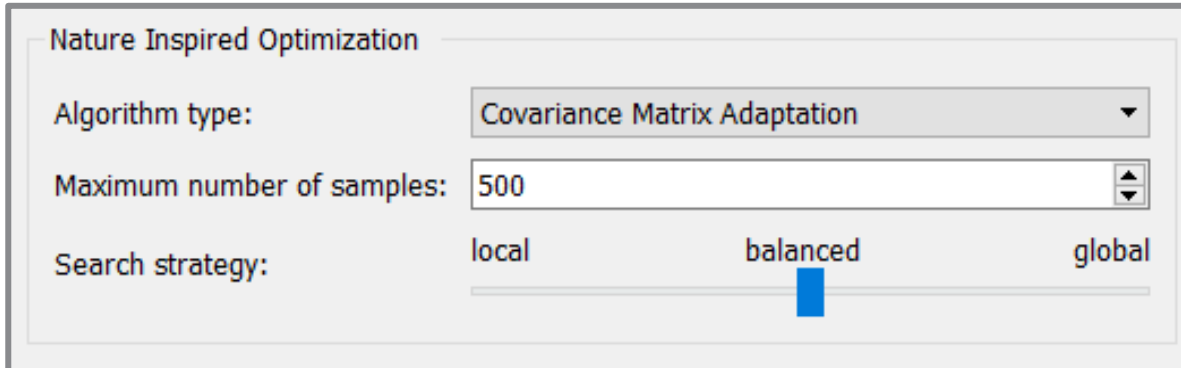 Nature Inspired Optimization
Algorithm type: Covariance Matrix Adaptation
Maximum number of samples: 500
local balanced global
Search strategy: